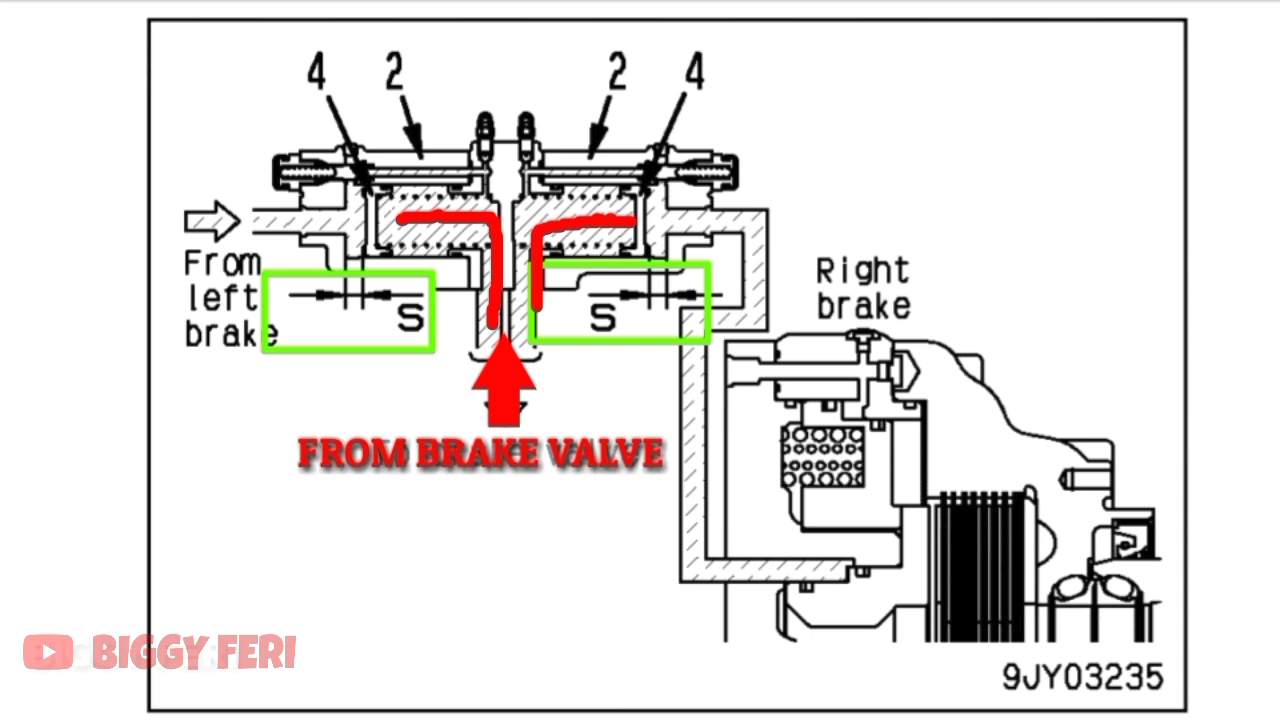 4 2 2 4
From
left
brake
S S
Right
brake
FROM BRAKE VALVE
BIGGY FERI
9JY03235